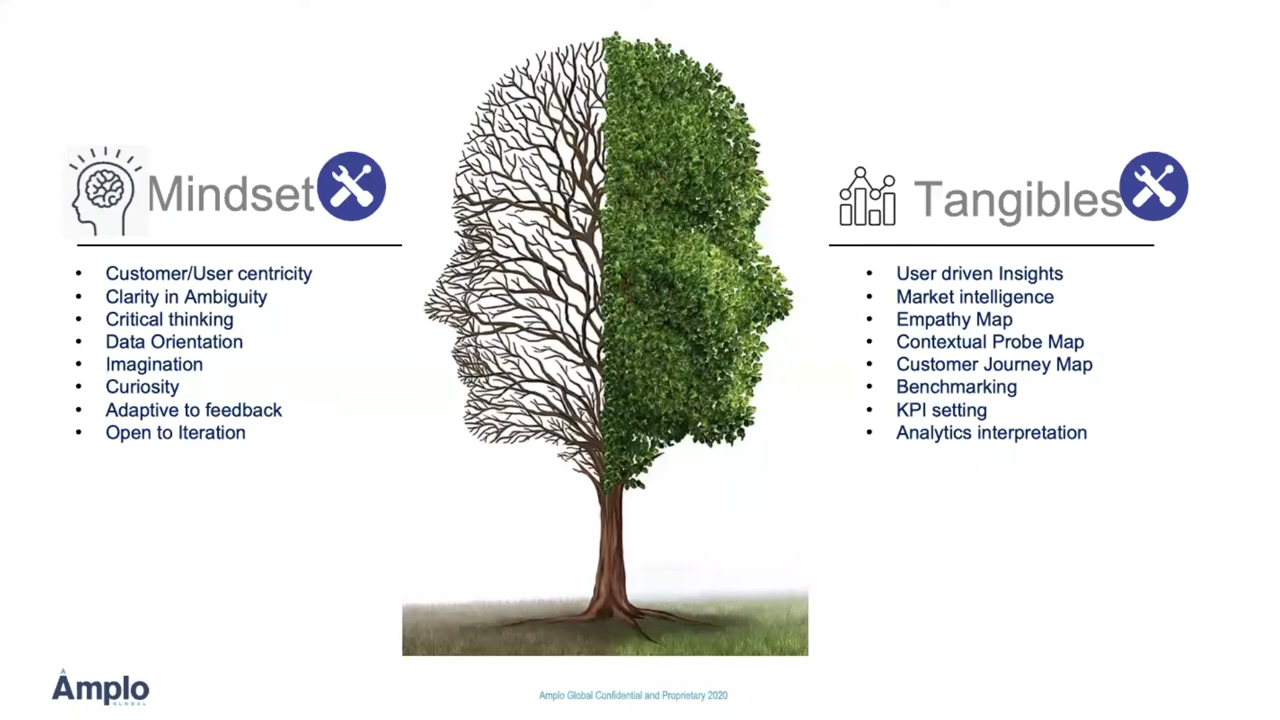 Mindset
• Customer/User centricity
• Clarity in Ambiguity
• Critical thinking
• Data Orientation
• Imagination
• Curiosity
• Adaptive to feedback
• Open to Iteration
Tangibles
• User driven Insights
• Market intelligence
• Empathy Map
• Contextual Probe Map
• Customer Journey Map
• Benchmarking
• KPI setting
• Analytics interpretation
Âmplo
GLOBAL
Amplo Global Confidential and Proprietary 2020